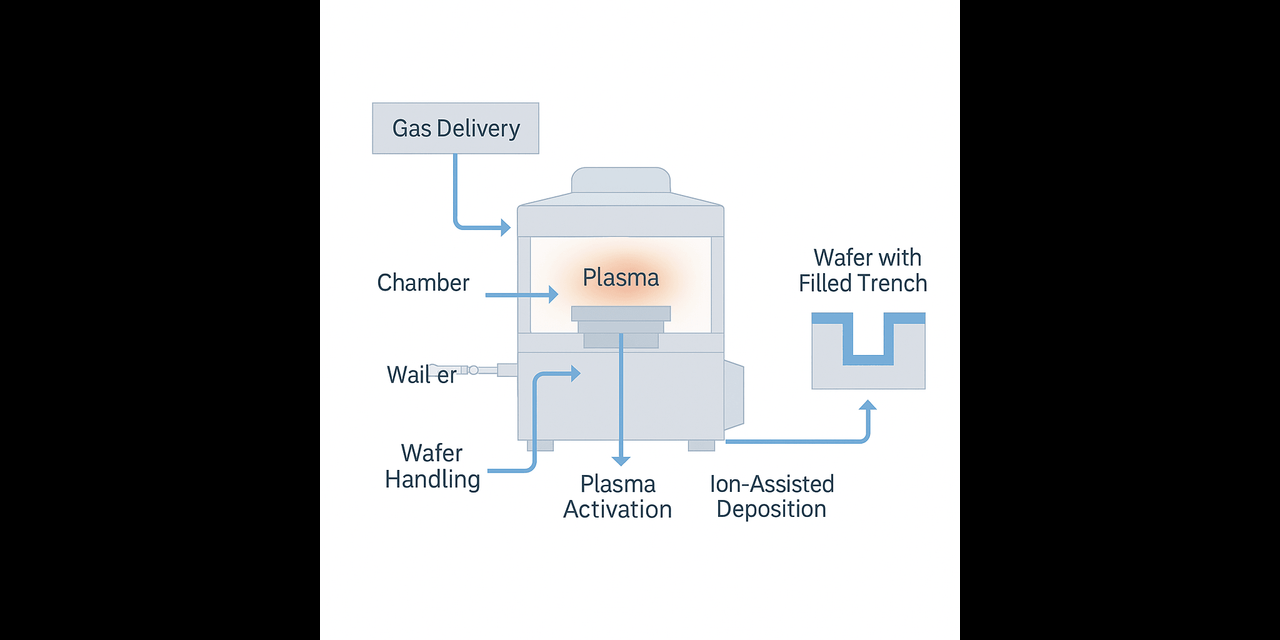 Gas Delivery
Chamber
Plasma
Wafer with
Filled Trench
Wail er
Wafer
Handling
Plasma
Activation
Ion-Assisted
Deposition